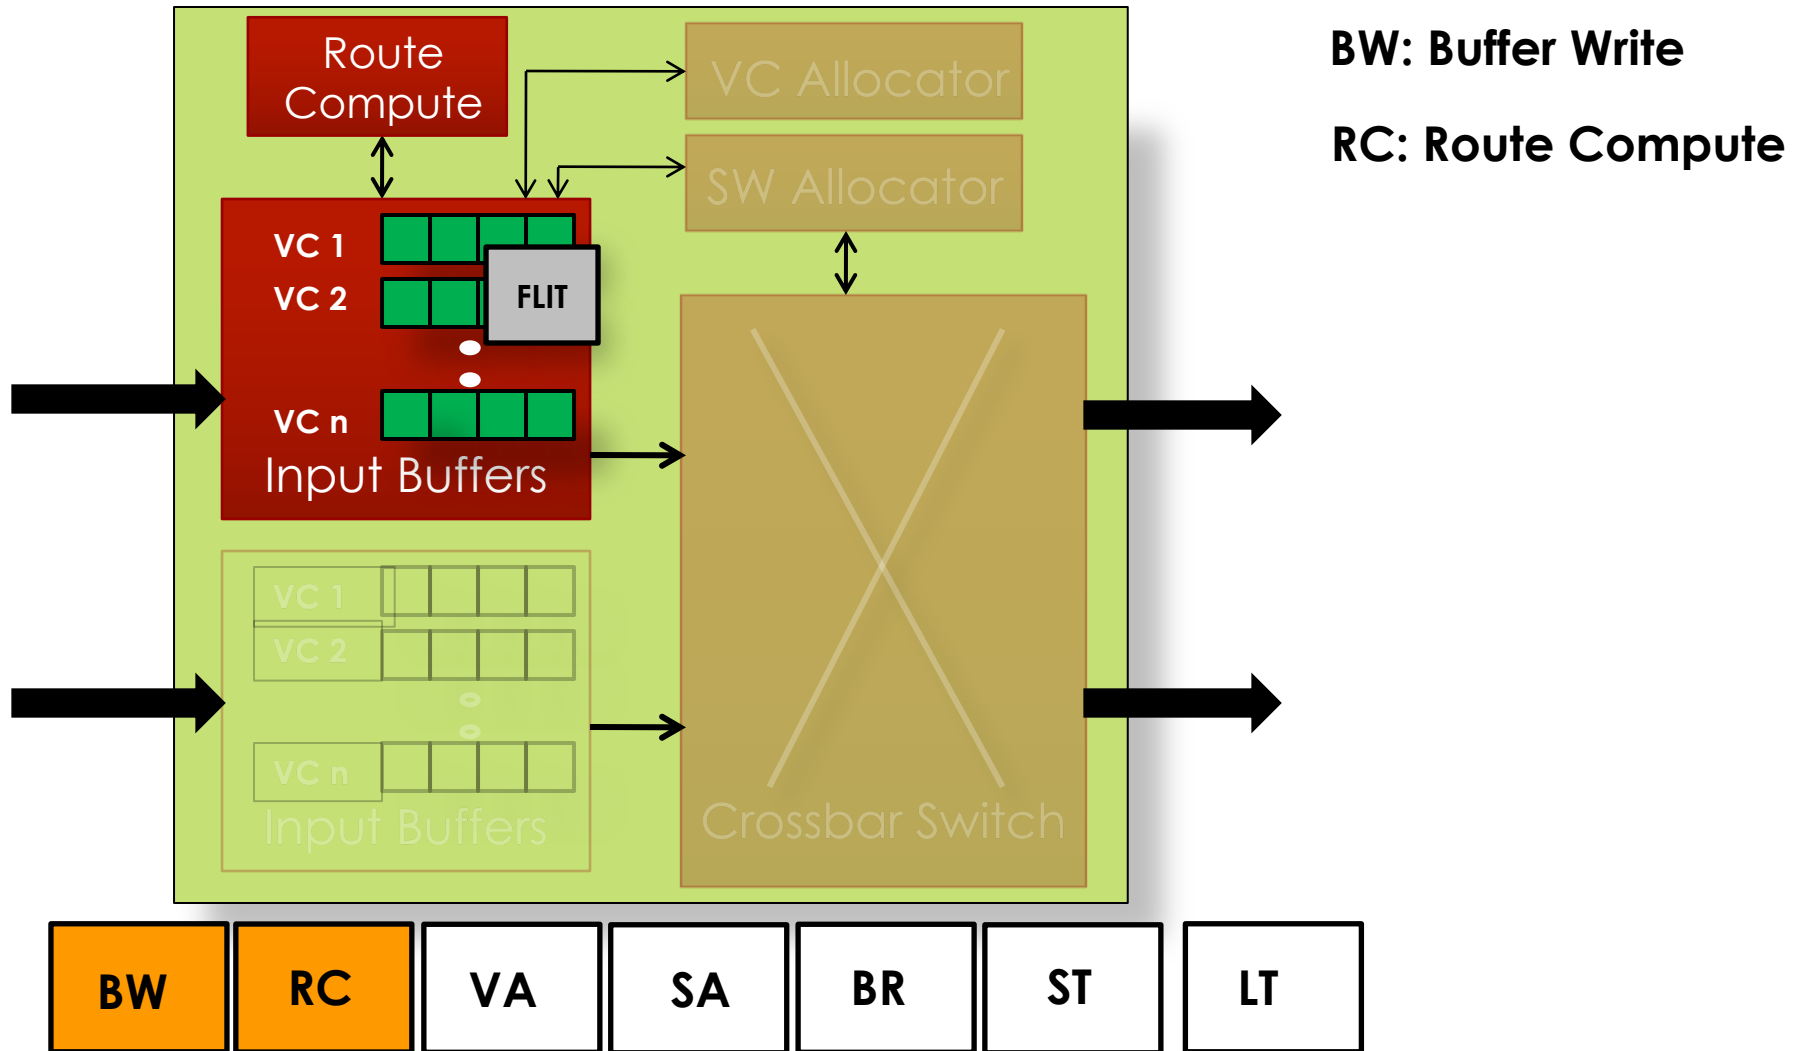 Route
Compute
VC Allocator
SW Allocator
BW: Buffer Write
RC: Route Compute
VC 1
VC 2
FLIT
VC n
Input Buffers
VC 1
VC 2
VC n
Input Buffers
Crossbar Switch
BW
RC
VA
SA
BR
ST
LT